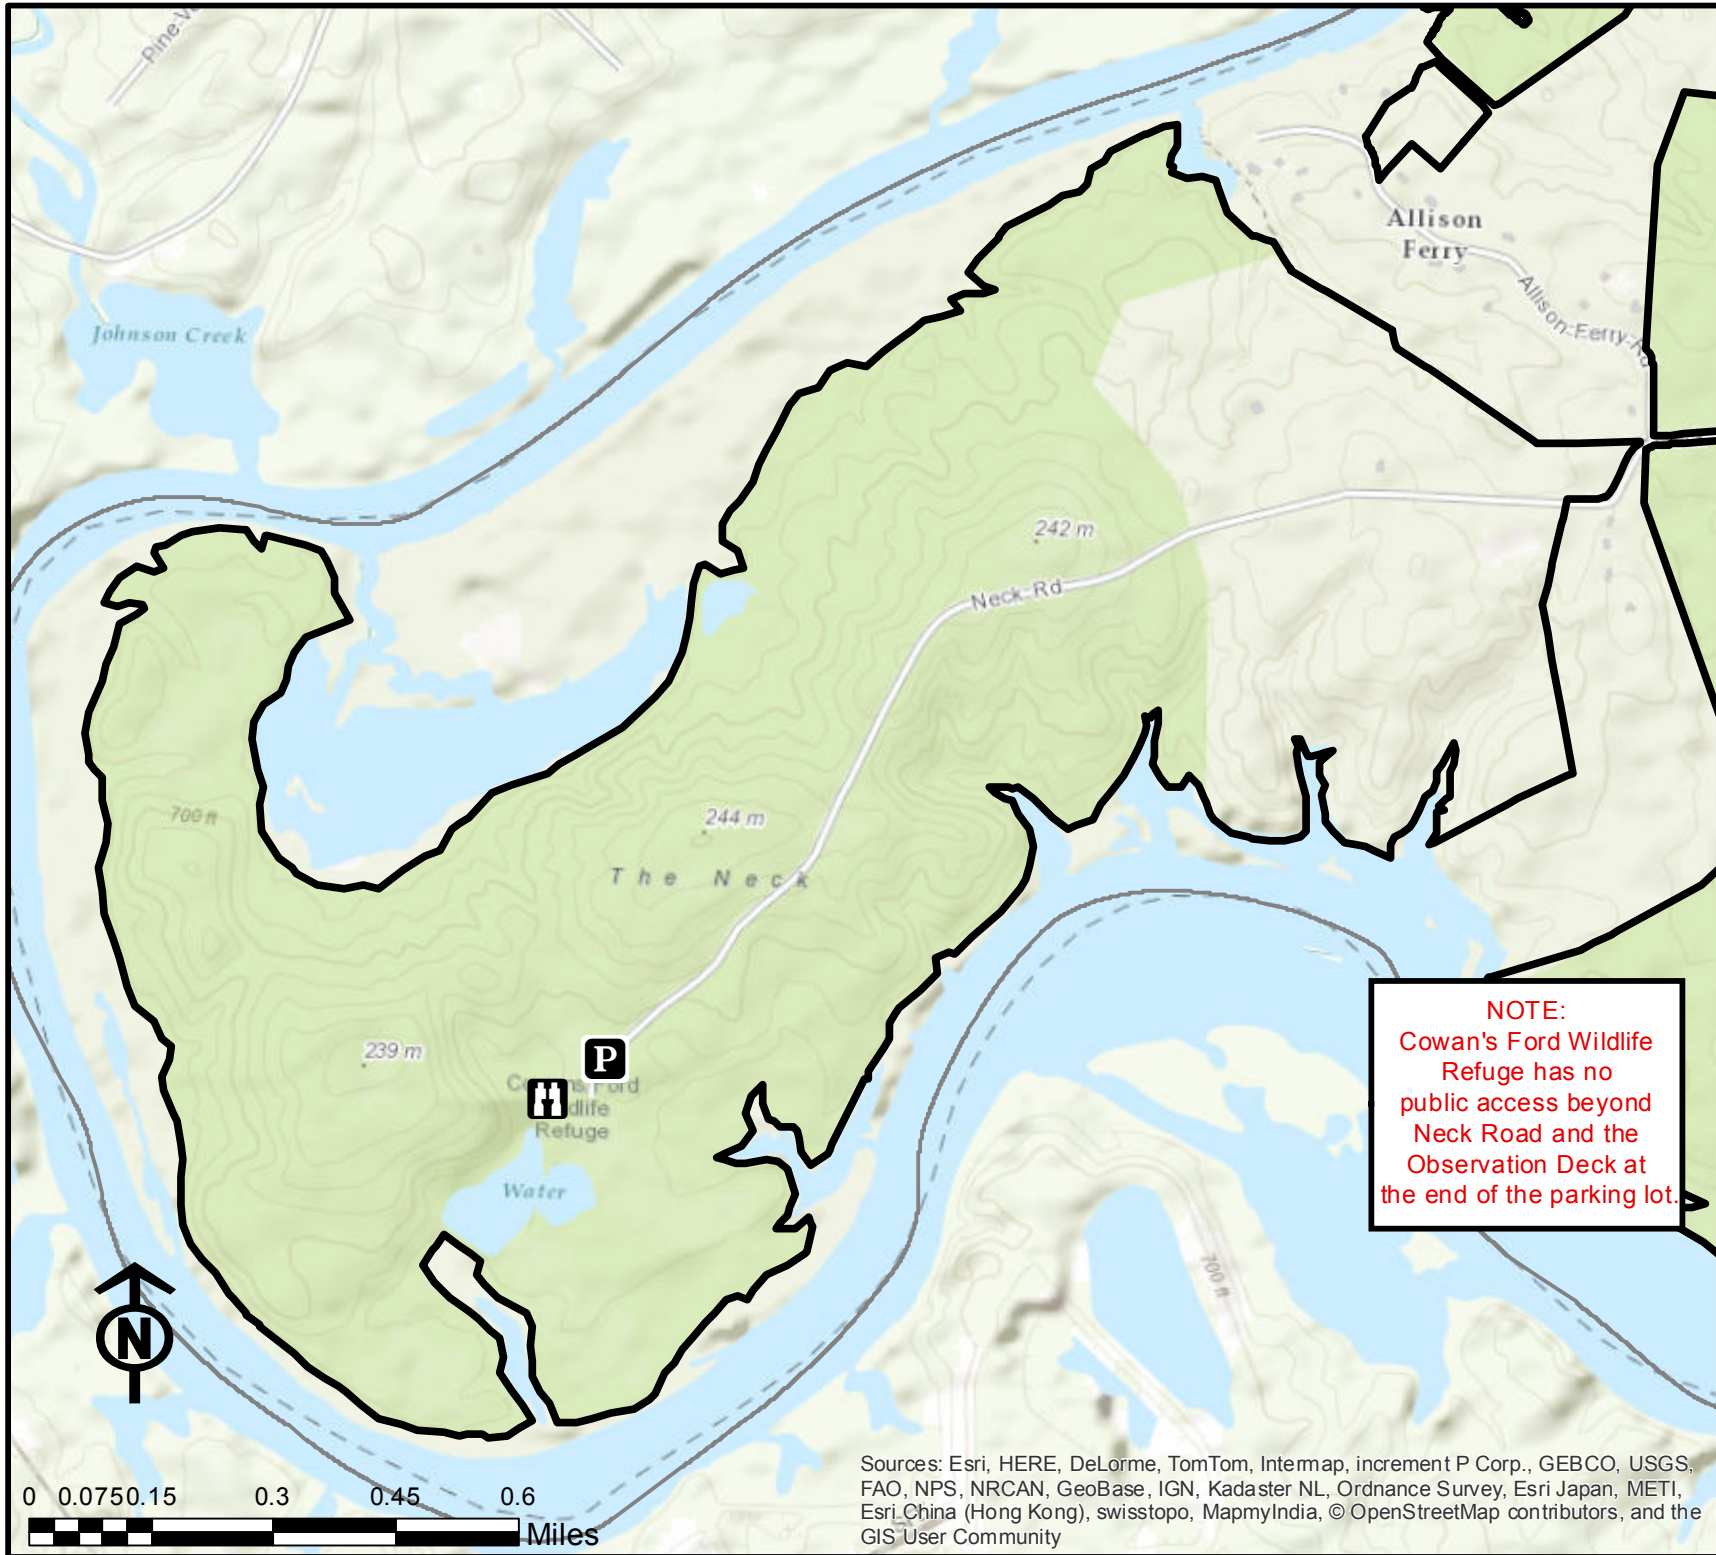 Pine-V
Allison
Ferry
Allison-Ferry-Rd
Johnson Creek
242 m
Neck-Rd
700 ft
244 m
The Neck
239 m
P
Refuge
Water
NOTE:
Cowan's Ford Wildlife
Refuge has no
public access beyond
Neck Road and the
Observation Deck at
the end of the parking lot.
700 ft
N
0 0.075 0.15 0.3 0.45 0.6
Miles
Sources: Esri, HERE, DeLorme, TomTom, Intermap, increment P Corp., GEBCO, USGS,
FAO, NPS, NRCAN, GeoBase, IGN, Kadaster NL, Ordnance Survey, Esri Japan, METI,
Esri China (Hong Kong), swisstopo, MapmyIndia, © OpenStreetMap contributors, and the
GIS User Community